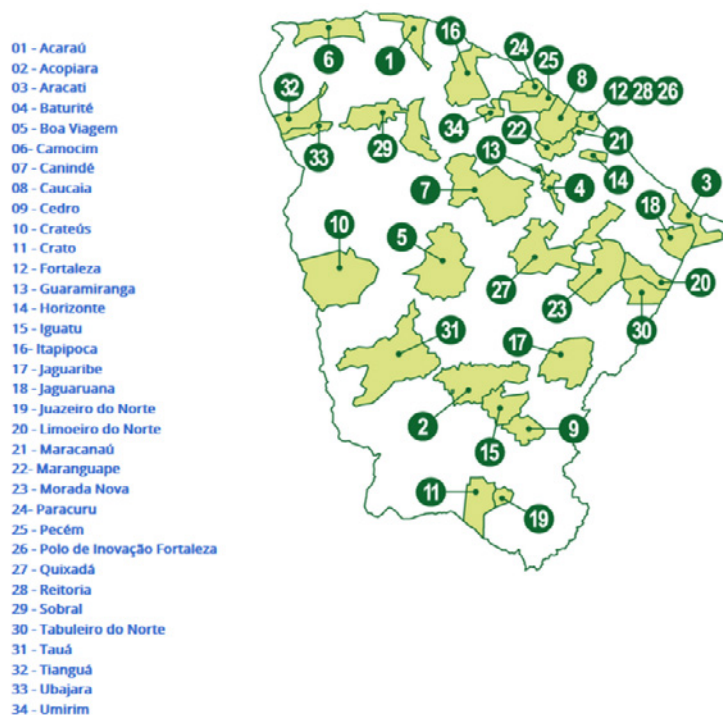 01 - Acaraú
02 - Acopiara
03 - Aracati
04 - Baturité
05 - Boa Viagem
06- Camocim
07 - Canindé
08 - Caucaia
09 - Cedro
10 - Crateús
11 - Crato
12 - Fortaleza
13 - Guaramiranga
14 - Horizonte
15 - Iguatu
16- Itapipoca
17 - Jaguaribe
18 - Jaguaruana
19 - Juazeiro do Norte
20 - Limoeiro do Norte
21 - Maracanaú
22- Maranguape
23 - Morada Nova
24- Paracuru
25 - Pecém
26 - Polo de Inovação Fortaleza
27 - Quixadá
28 - Reitoria
29 - Sobral
30 - Tabuleiro do Norte
31 - Tauá
32 - Tianguá
33 - Ubajara
34 - Umirim
6
1
16
24
25
8
12 28 26
32
33
29
34
22
21
13
4
14
7
3
18
10
5
27
23
20
30
31
17
2
15
9
11
19